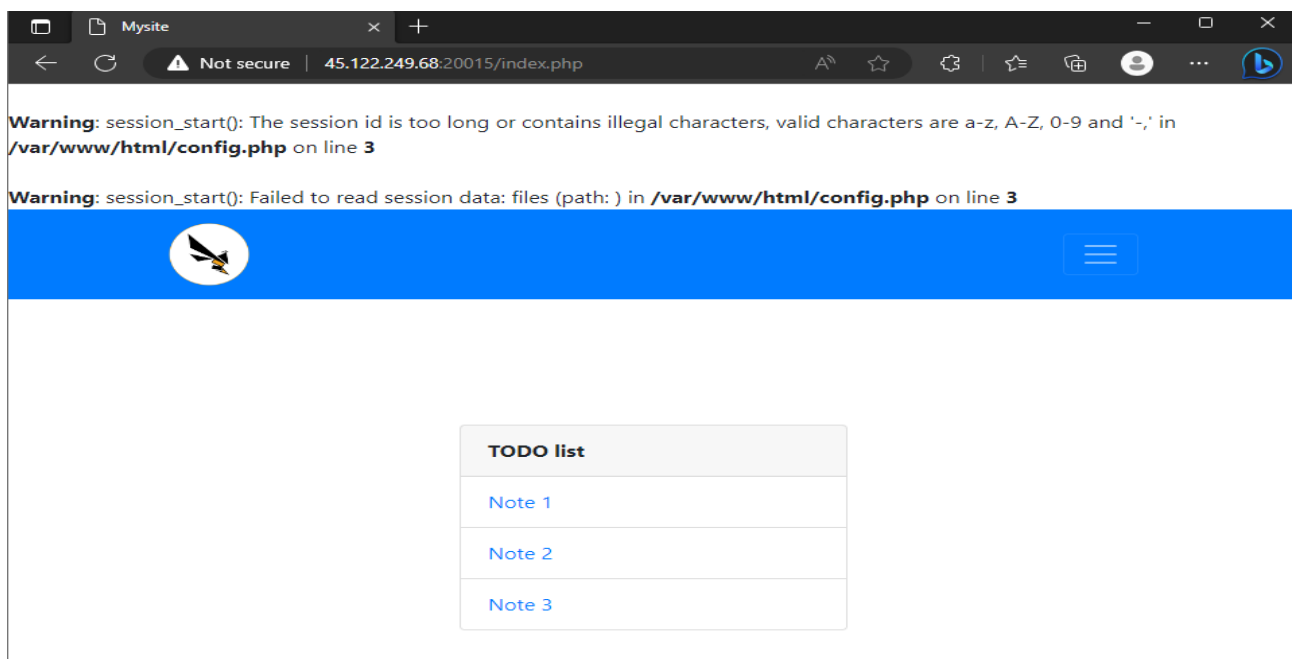 Mysite
Not secure | 45.122.249.68:20015/index.php
Warning: session_start(): The session id is too long or contains illegal characters, valid characters are a-z, A-Z, 0-9 and '-,' in
/var/www/html/config.php on line 3
Warning: session_start(): Failed to read session data: files (path: ) in /var/www/html/config.php on line 3
TODO list
Note 1
Note 2
Note 3